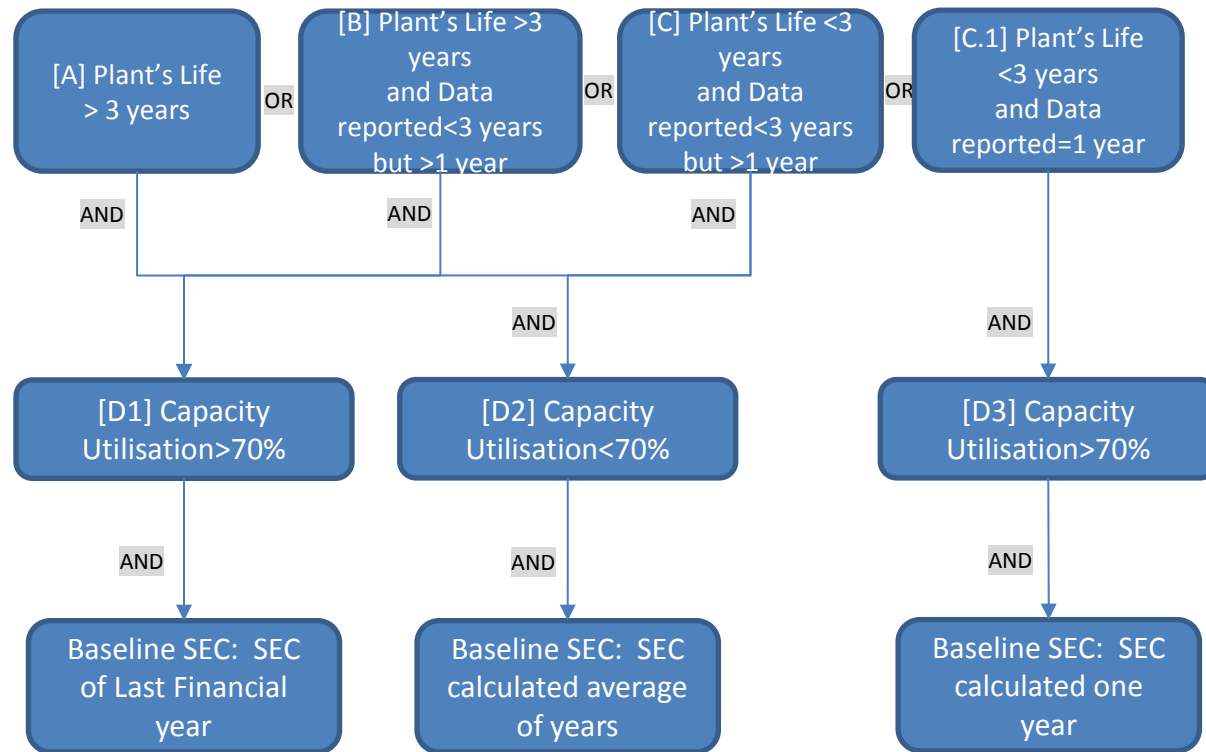 [A] Plant's Life
> 3 years
OR
[B] Plant's Life >3
years
and Data
reported<3 years
but >1 year
OR
[C] Plant's Life <3
years
and Data
reported<3 years
but >1 year
OR
[C.1] Plant's Life
<3 years
and Data
reported=1 year
AND
AND
AND
AND
AND
[D1] Capacity
Utilisation>70%
[D2] Capacity
Utilisation<70%
[D3] Capacity
Utilisation>70%
AND
AND
AND
Baseline SEC:  SEC
of Last Financial
year
Baseline SEC:  SEC
calculated average
of years
Baseline SEC:  SEC
calculated one
year